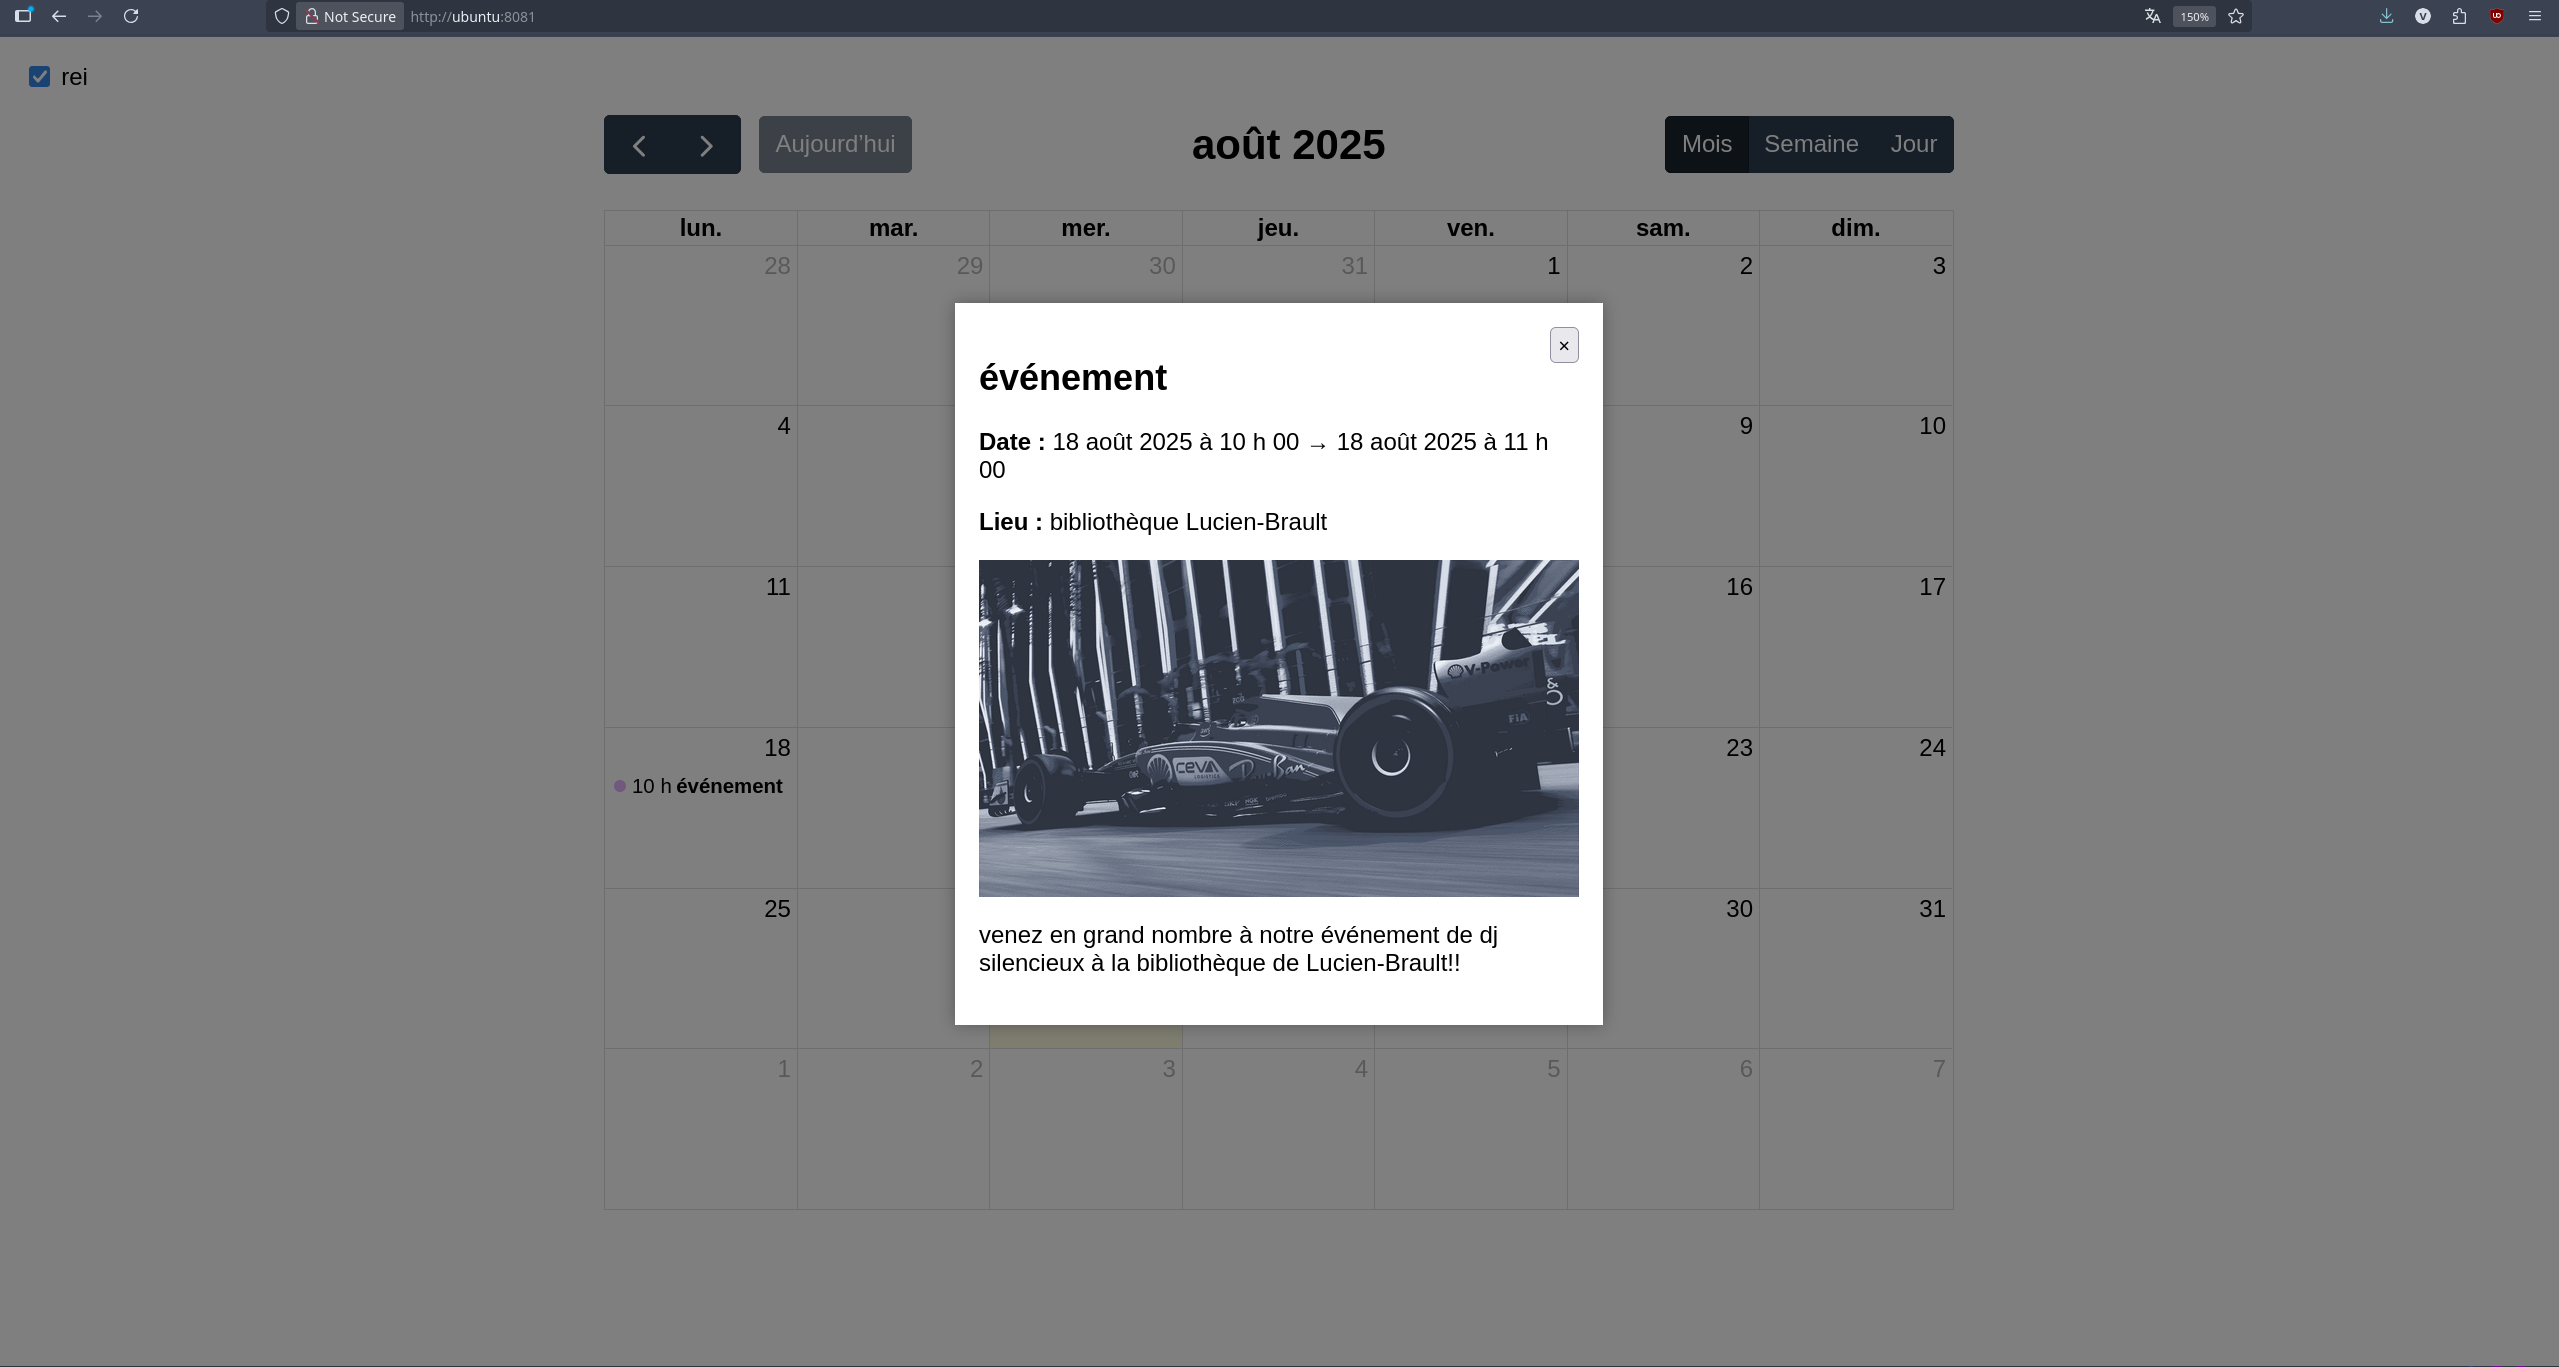 Not Secure http://ubuntu:8081 150%
rei
Aujourd’hui août 2025 Mois Semaine Jour
lun. mar. mer. jeu. ven. sam. dim.
28 29 30 31 1 2 3
4 9 10
11 16 17
18 23 24
10 h événement
25 30 31
1 2 3 4 5 6 7
×
événement
Date : 18 août 2025 à 10 h 00 → 18 août 2025 à 11 h
00
Lieu : bibliothèque Lucien-Brault
V-Power
FIA
CEVA
LOGISTICS
Ray-Ban
venez en grand nombre à notre événement de dj
silencieux à la bibliothèque de Lucien-Brault!!